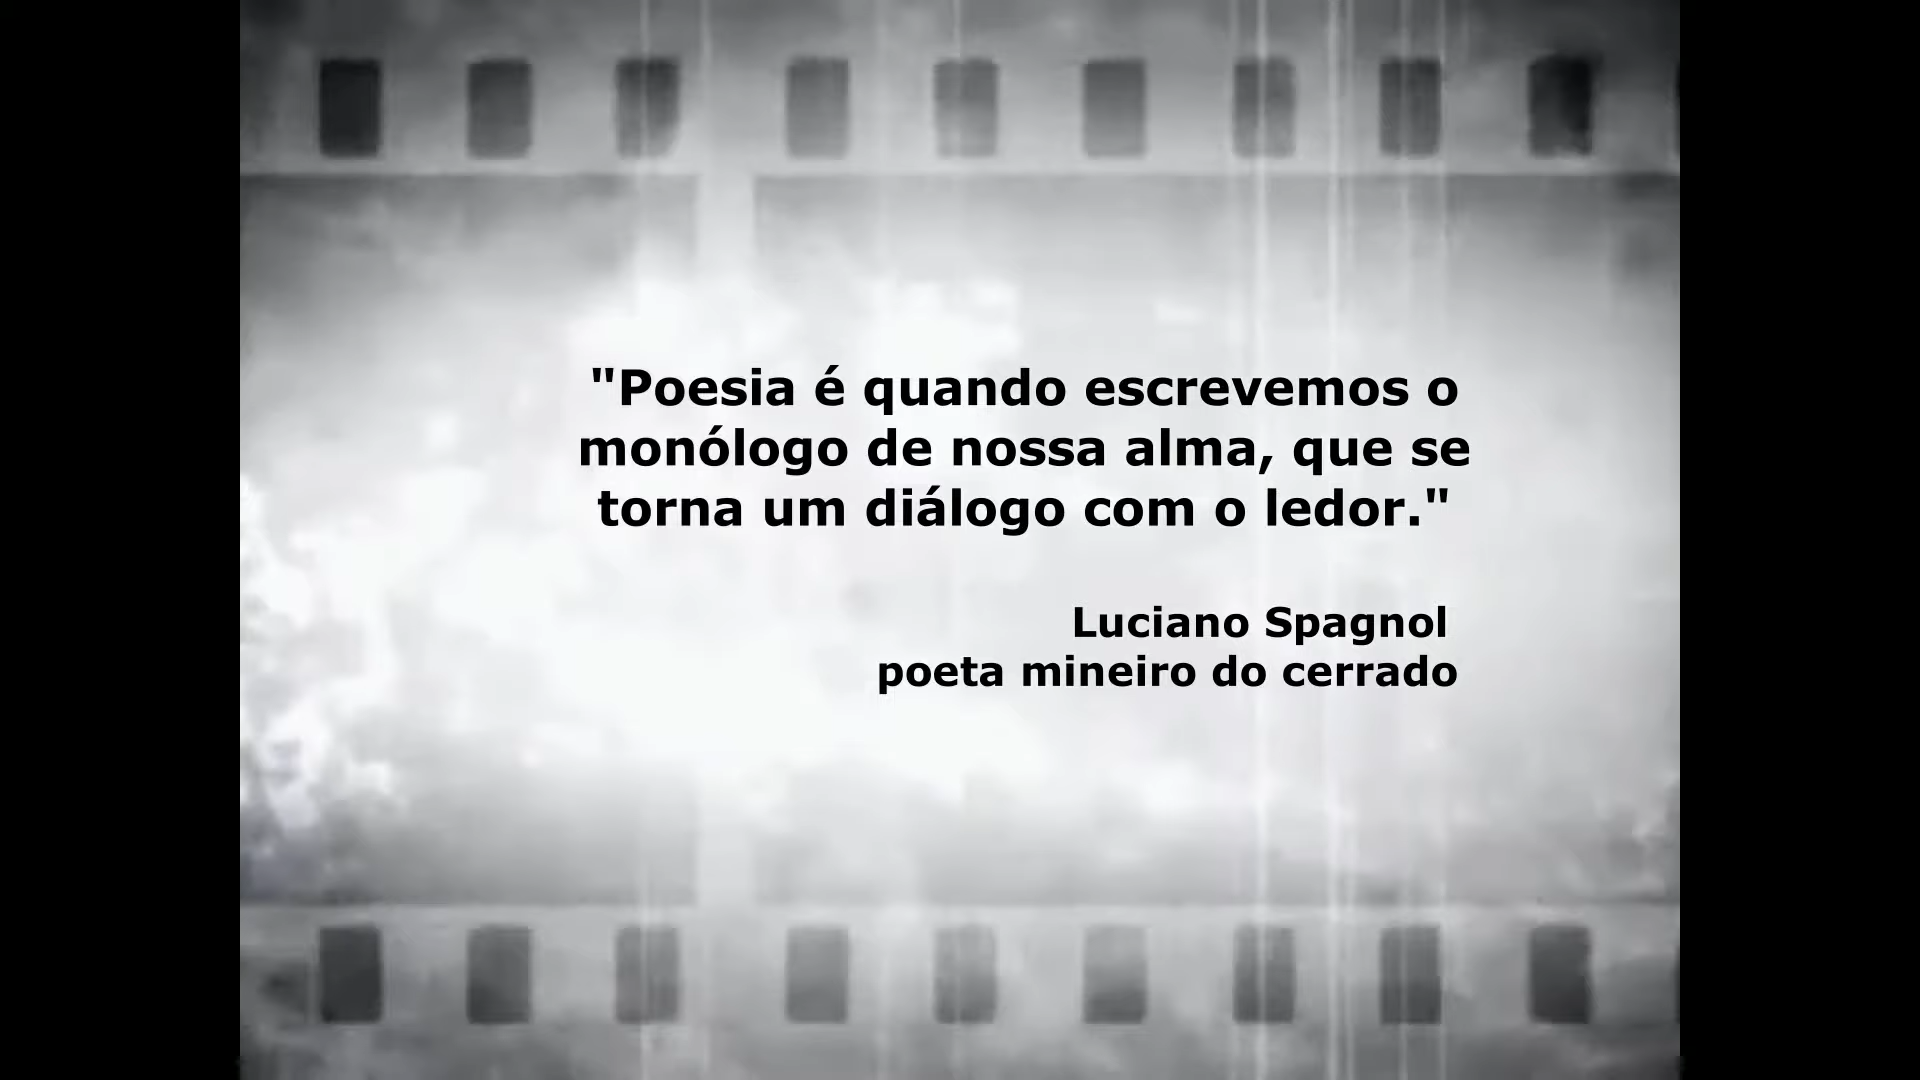 "Poesia é quando escrevemos o
monólogo de nossa alma, que se
torna um diálogo com o ledor."
Luciano Spagnol
poeta mineiro do cerrado